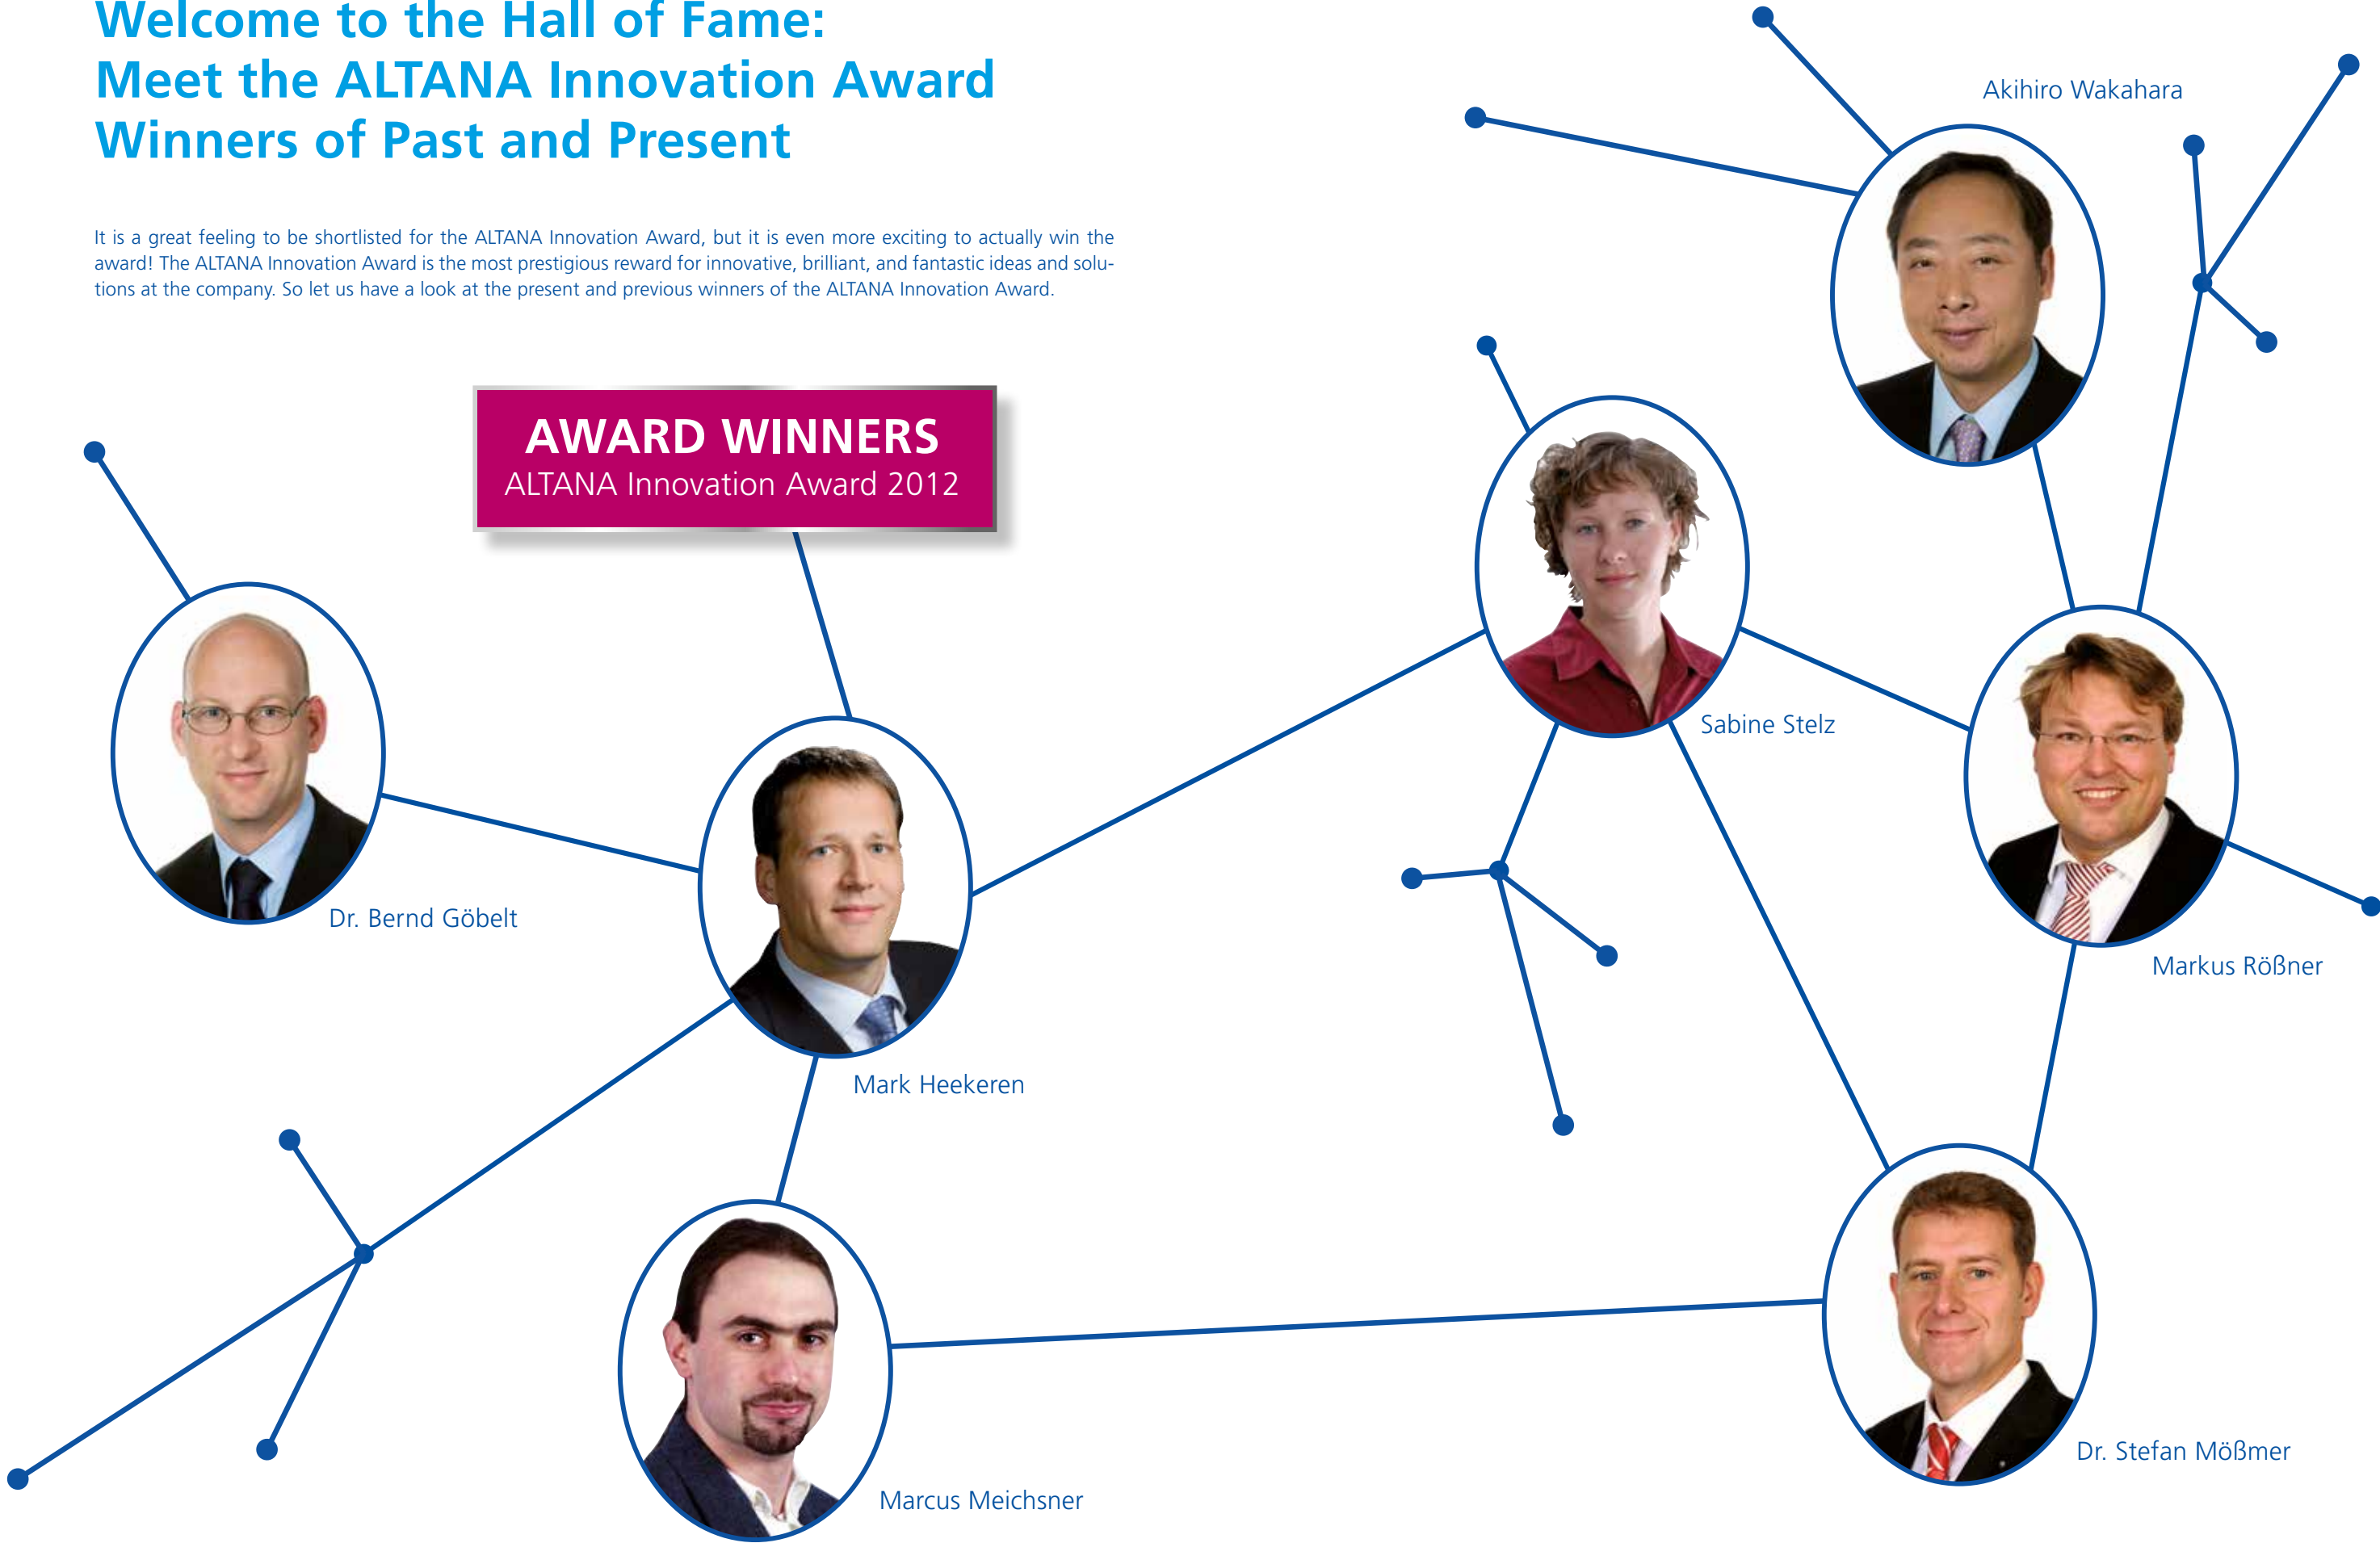 Welcome to the Hall of Fame:
Meet the ALTANA Innovation Award
Winners of Past and Present
It is a great feeling to be shortlisted for the ALTANA Innovation Award, but it is even more exciting to actually win the
award! The ALTANA Innovation Award is the most prestigious reward for innovative, brilliant, and fantastic ideas and solu-
tions at the company. So let us have a look at the present and previous winners of the ALTANA Innovation Award.
AWARD WINNERS
ALTANA Innovation Award 2012
Akihiro Wakahara
Sabine Stelz
Dr. Bernd Göbelt
Markus Rößner
Mark Heekeren
Dr. Stefan Mößmer
Marcus Meichsner